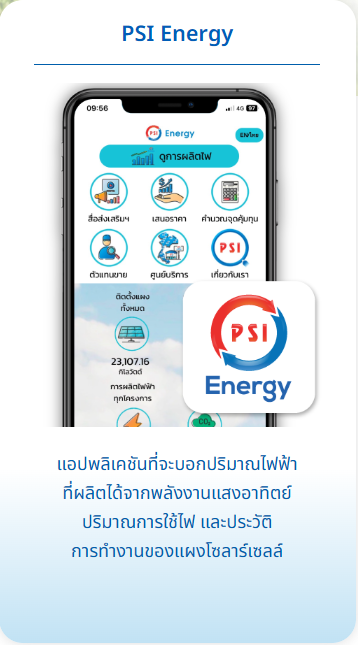 PSI Energy
09:56
4G 67
PSI Energy
EN/ไทย
ดูการผลิตไฟ
สื่อส่งเสริมฯ
เสนอราคา
คำนวณจุดคุ้มทุน
PSI
ตัวแทนขาย
ศูนย์บริการ
เกี่ยวกับเรา
ติดตั้งแผง
ทั้งหมด
23,107.16
กิโลวัตต์
การผลิตไฟฟ้า
ทุกโครงการ
CO₂
PSI
Energy
แอปพลิเคชันที่จะบอกปริมาณไฟฟ้า
ที่ผลิตได้จากพลังงานแสงอาทิตย์
ปริมาณการใช้ไฟ และประวัติ
การทำงานของแผงโซลาร์เซลล์